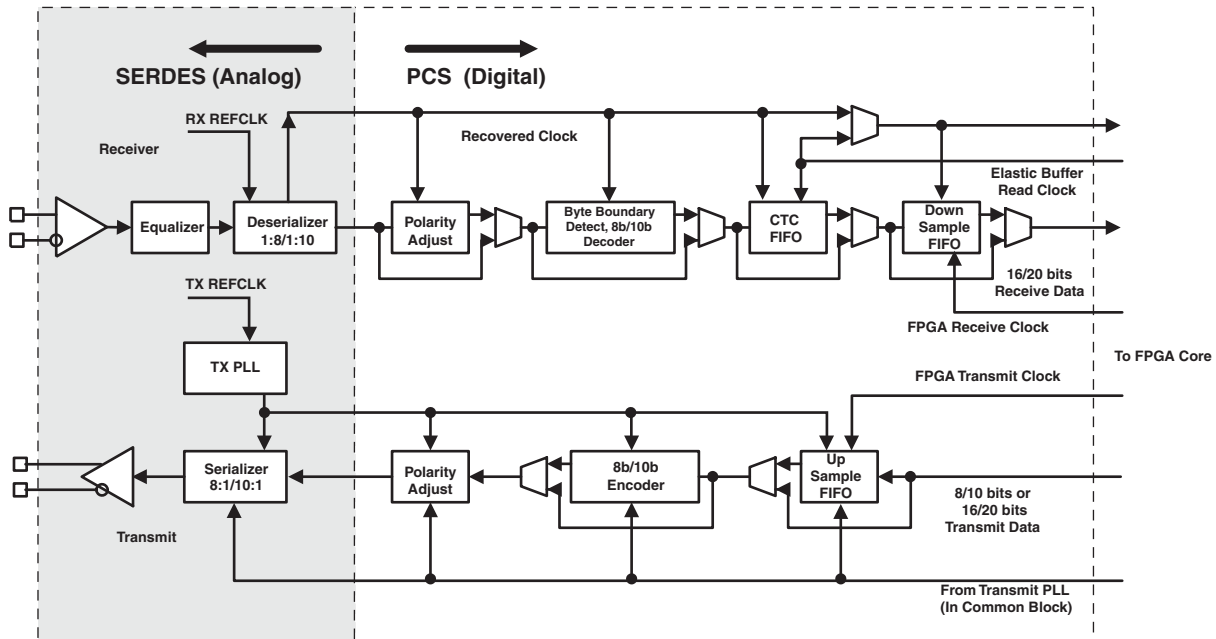 SERDES (Analog)
PCS (Digital)
RX REFCLK
Recovered Clock
Receiver
Elastic Buffer
Read Clock
Equalizer
Deserializer
1:8/1:10
Polarity
Adjust
Byte Boundary
Detect, 8b/10b
Decoder
CTC
FIFO
Down
Sample
FIFO
16/20 bits
Receive Data
TX REFCLK
FPGA Receive Clock
To FPGA Core
TX PLL
FPGA Transmit Clock
Serializer
8:1/10:1
Polarity
Adjust
8b/10b
Encoder
Up
Sample
FIFO
8/10 bits or
16/20 bits
Transmit Data
Transmit
From Transmit PLL
(In Common Block)